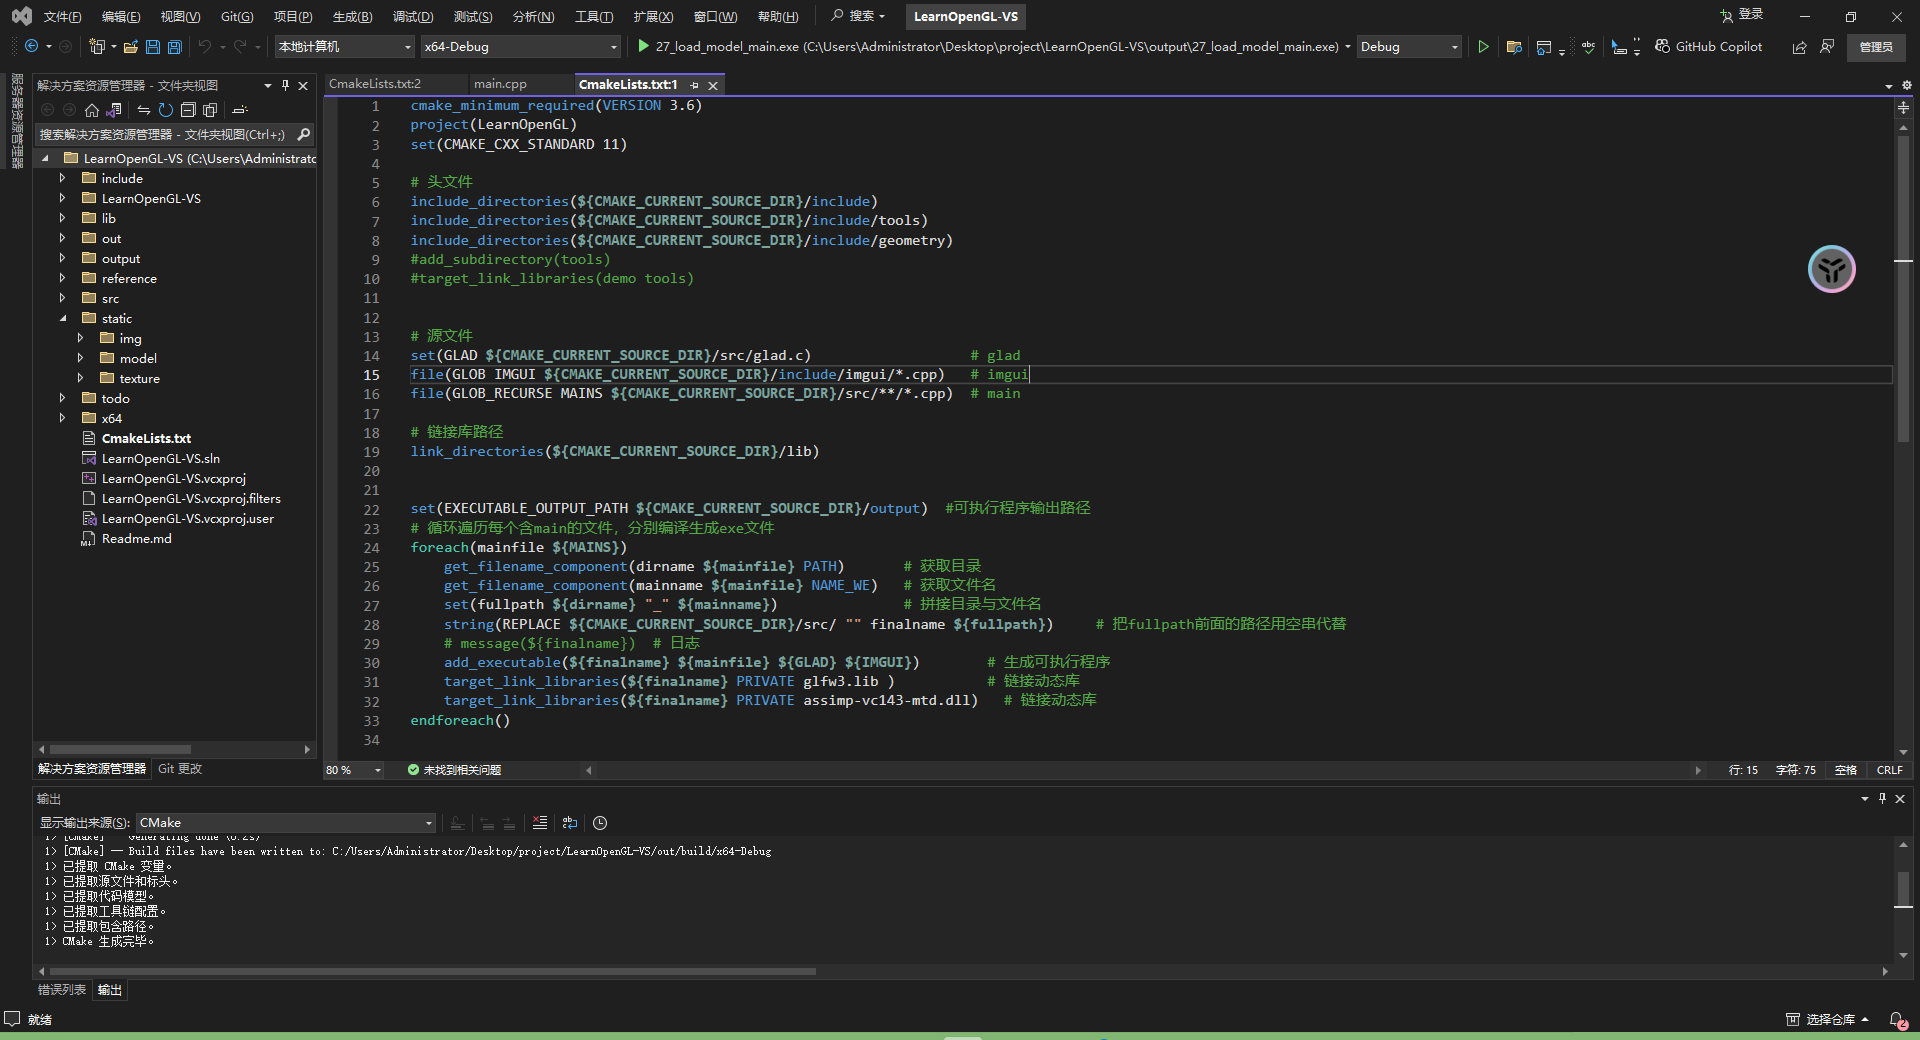 文件(F) 编辑(E) 视图(V) Git(G) 项目(P) 生成(B) 调试(D) 测试(S) 分析(N) 工具(T) 扩展(X) 窗口(W) 帮助(H) 搜索 LearnOpenGL-VS 登录
本地计算机 x64-Debug 27_load_model_main.exe (C:\Users\Administrator\Desktop\project\LearnOpenGL-VS\output\27_load_model_main.exe) Debug GitHub Copilot 管理员
服务器资源管理器
解决方案资源管理器 - 文件夹视图
搜索解决方案资源管理器 - 文件夹视图(Ctrl+;)
LearnOpenGL-VS (C:\Users\Administrato
include
LearnOpenGL-VS
lib
out
output
reference
src
static
img
model
texture
todo
x64
CmakeLists.txt
LearnOpenGL-VS.sln
LearnOpenGL-VS.vcxproj
LearnOpenGL-VS.vcxproj.filters
LearnOpenGL-VS.vcxproj.user
Readme.md
解决方案资源管理器 Git 更改
CmakeLists.txt:2 main.cpp CmakeLists.txt:1
1 cmake_minimum_required(VERSION 3.6)
2 project(LearnOpenGL)
3 set(CMAKE_CXX_STANDARD 11)
4
5 # 头文件
6 include_directories(${CMAKE_CURRENT_SOURCE_DIR}/include)
7 include_directories(${CMAKE_CURRENT_SOURCE_DIR}/include/tools)
8 include_directories(${CMAKE_CURRENT_SOURCE_DIR}/include/geometry)
9 #add_subdirectory(tools)
10 #target_link_libraries(demo tools)
11
12
13 # 源文件
14 set(GLAD ${CMAKE_CURRENT_SOURCE_DIR}/src/glad.c) # glad
15 file(GLOB IMGUI ${CMAKE_CURRENT_SOURCE_DIR}/include/imgui/*.cpp) # imgui
16 file(GLOB_RECURSE MAINS ${CMAKE_CURRENT_SOURCE_DIR}/src/**/*.cpp) # main
17
18 # 链接库路径
19 link_directories(${CMAKE_CURRENT_SOURCE_DIR}/lib)
20
21
22 set(EXECUTABLE_OUTPUT_PATH ${CMAKE_CURRENT_SOURCE_DIR}/output) #可执行程序输出路径
23 # 循环遍历每个含main的文件，分别编译生成exe文件
24 foreach(mainfile ${MAINS})
25 get_filename_component(dirname ${mainfile} PATH) # 获取目录
26 get_filename_component(mainname ${mainfile} NAME_WE) # 获取文件名
27 set(fullpath ${dirname} "_" ${mainname}) # 拼接目录与文件名
28 string(REPLACE ${CMAKE_CURRENT_SOURCE_DIR}/src/ "" finalname ${fullpath}) # 把fullpath前面的路径用空串代替
29 # message(${finalname}) # 日志
30 add_executable(${finalname} ${mainfile} ${GLAD} ${IMGUI}) # 生成可执行程序
31 target_link_libraries(${finalname} PRIVATE glfw3.lib ) # 链接动态库
32 target_link_libraries(${finalname} PRIVATE assimp-vc143-mtd.dll) # 链接动态库
33 endforeach()
34
80 % 未找到相关问题 行: 15 字符: 75 空格 CRLF
输出
显示输出来源(S): CMake
1> [CMake] -- Generating done (0.2s)
1> [CMake] -- Build files have been written to: C:/Users/Administrator/Desktop/project/LearnOpenGL-VS/out/build/x64-Debug
1> 已提取 CMake 变量。
1> 已提取源文件和标头。
1> 已提取代码模型。
1> 已提取工具链配置。
1> 已提取包含路径。
1> CMake 生成完毕。
错误列表 输出
就绪 选择仓库 2